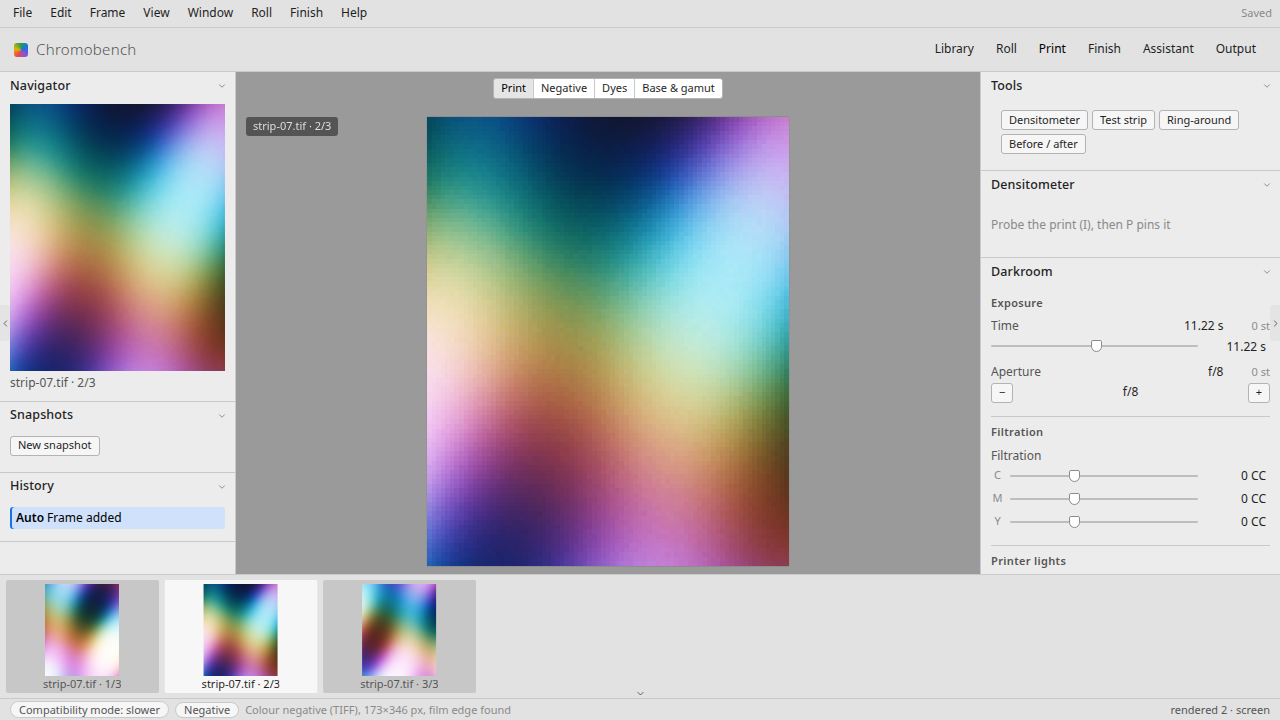 File Edit Frame View Window Roll Finish Help Saved
Chromobench Library Roll Print Finish Assistant Output
Navigator
strip-07.tif · 2/3
Snapshots
New snapshot
History
Auto Frame added
Print Negative Dyes Base & gamut
strip-07.tif · 2/3
Tools
Densitometer Test strip Ring-around
Before / after
Densitometer
Probe the print (I), then P pins it
Darkroom
Exposure
Time 11.22 s 0 st
11.22 s
Aperture f/8 0 st
− f/8 +
Filtration
Filtration
C 0 CC
M 0 CC
Y 0 CC
Printer lights
strip-07.tif · 1/3 strip-07.tif · 2/3 strip-07.tif · 3/3
Compatibility mode: slower Negative Colour negative (TIFF), 173×346 px, film edge found rendered 2 · screen